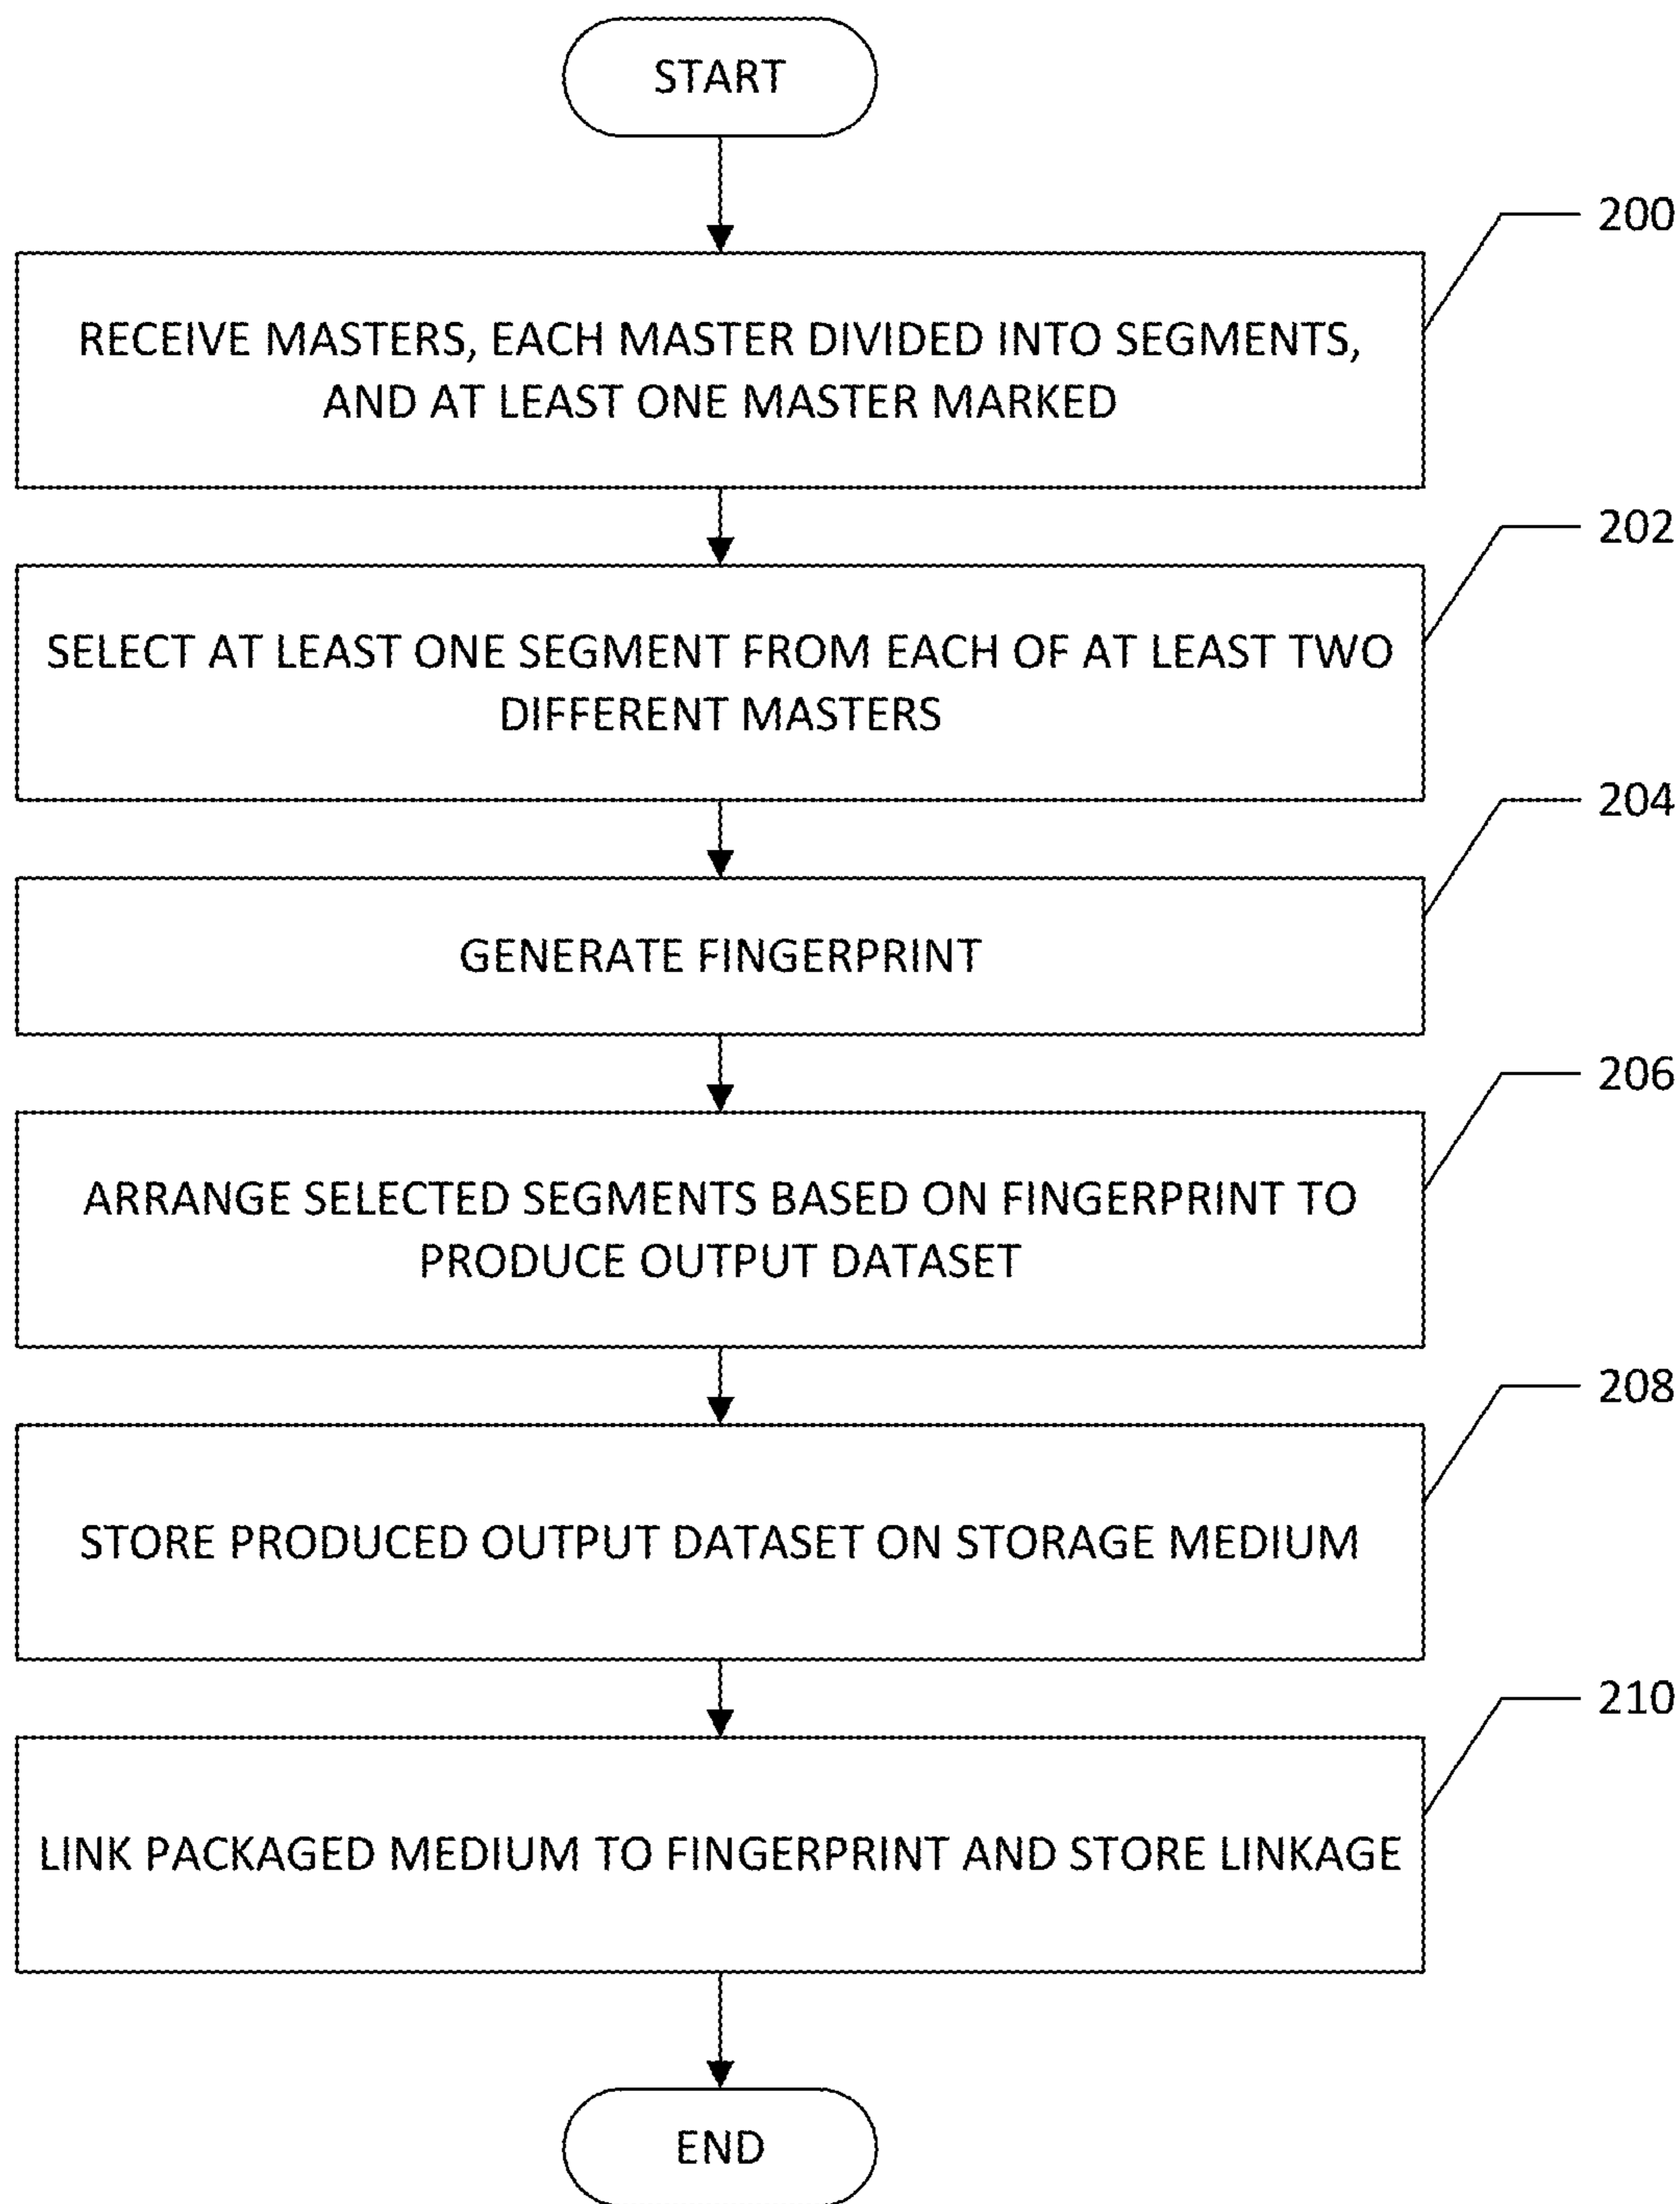 START
200
RECEIVE MASTERS, EACH MASTER DIVIDED INTO SEGMENTS,
AND AT LEAST ONE MASTER MARKED
202
SELECT AT LEAST ONE SEGMENT FROM EACH OF AT LEAST TWO
DIFFERENT MASTERS
204
GENERATE FINGERPRINT
206
ARRANGE SELECTED SEGMENTS BASED ON FINGERPRINT TO
PRODUCE OUTPUT DATASET
208
STORE PRODUCED OUTPUT DATASET ON STORAGE MEDIUM
210
LINK PACKAGED MEDIUM TO FINGERPRINT AND STORE LINKAGE
END